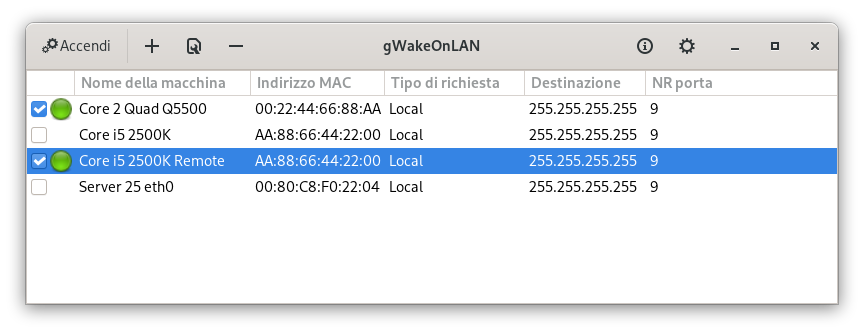 Accendi gWakeOnLAN
Nome della macchina Indirizzo MAC Tipo di richiesta Destinazione NR porta
Core 2 Quad Q5500 00:22:44:66:88:AA Local 255.255.255.255 9
Core i5 2500K AA:88:66:44:22:00 Local 255.255.255.255 9
Core i5 2500K Remote AA:88:66:44:22:00 Local 255.255.255.255 9
Server 25 eth0 00:80:C8:F0:22:04 Local 255.255.255.255 9